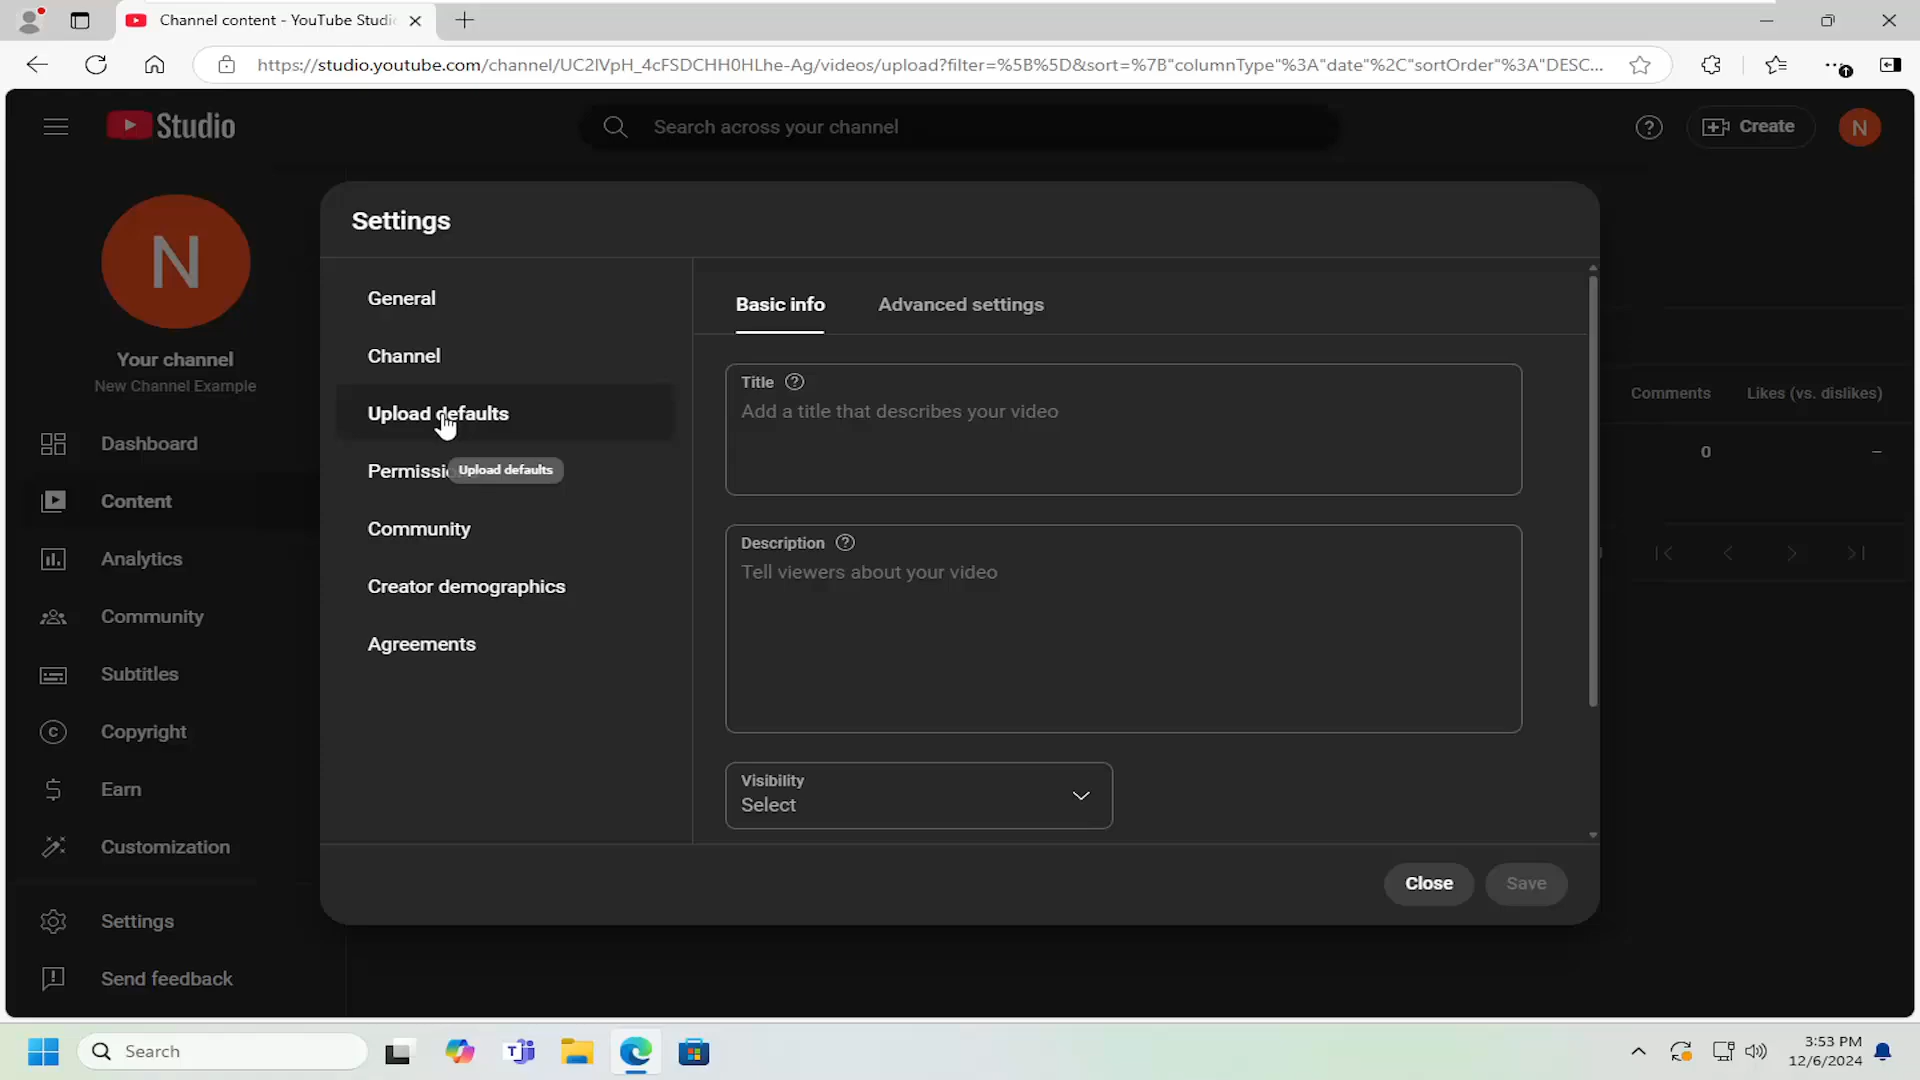 Channel content - YouTube Studi
https://studio.youtube.com/channel/UC2IVpH_4cFSDCHH0HLhe-Ag/videos/upload?filter=%5B%5D&sort=%7B"columnType"%3A"date"%2C"sortOrder"%3A"DESC...
Studio
Search across your channel
Create
N
N
Your channel
New Channel Example
Dashboard
Content
Analytics
Community
Subtitles
Copyright
Earn
Customization
Settings
Send feedback
Settings
General
Channel
Upload defaults
Permissi
Upload defaults
Community
Creator demographics
Agreements
Basic info
Advanced settings
Title
Add a title that describes your video
Description
Tell viewers about your video
Visibility
Select
Close
Save
Comments
Likes (vs. dislikes)
0
–
Search
3:53 PM
12/6/2024